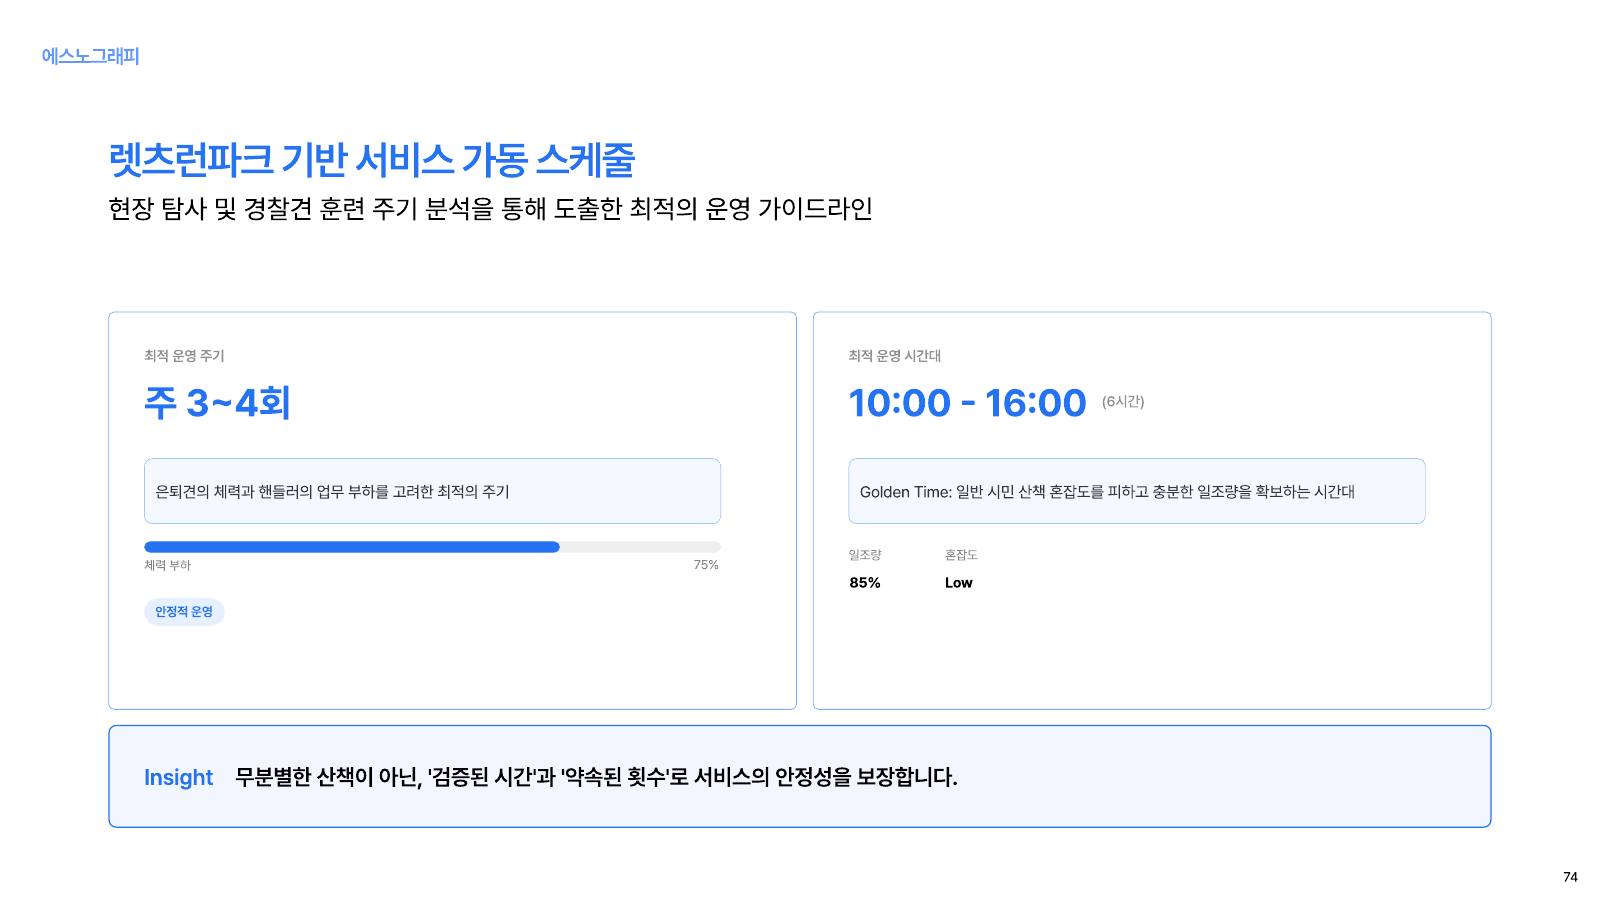 에스노그래피
렛츠런파크 기반 서비스 가동 스케줄
현장 탐사 및 경찰견 훈련 주기 분석을 통해 도출한 최적의 운영 가이드라인
최적 운영 주기
주 3~4회
은퇴견의 체력과 핸들러의 업무 부하를 고려한 최적의 주기
체력 부하 75%
안정적 운영
최적 운영 시간대
10:00 - 16:00 (6시간)
Golden Time: 일반 시민 산책 혼잡도를 피하고 충분한 일조량을 확보하는 시간대
일조량 혼잡도
85% Low
Insight 무분별한 산책이 아닌, '검증된 시간'과 '약속된 횟수'로 서비스의 안정성을 보장합니다.
74